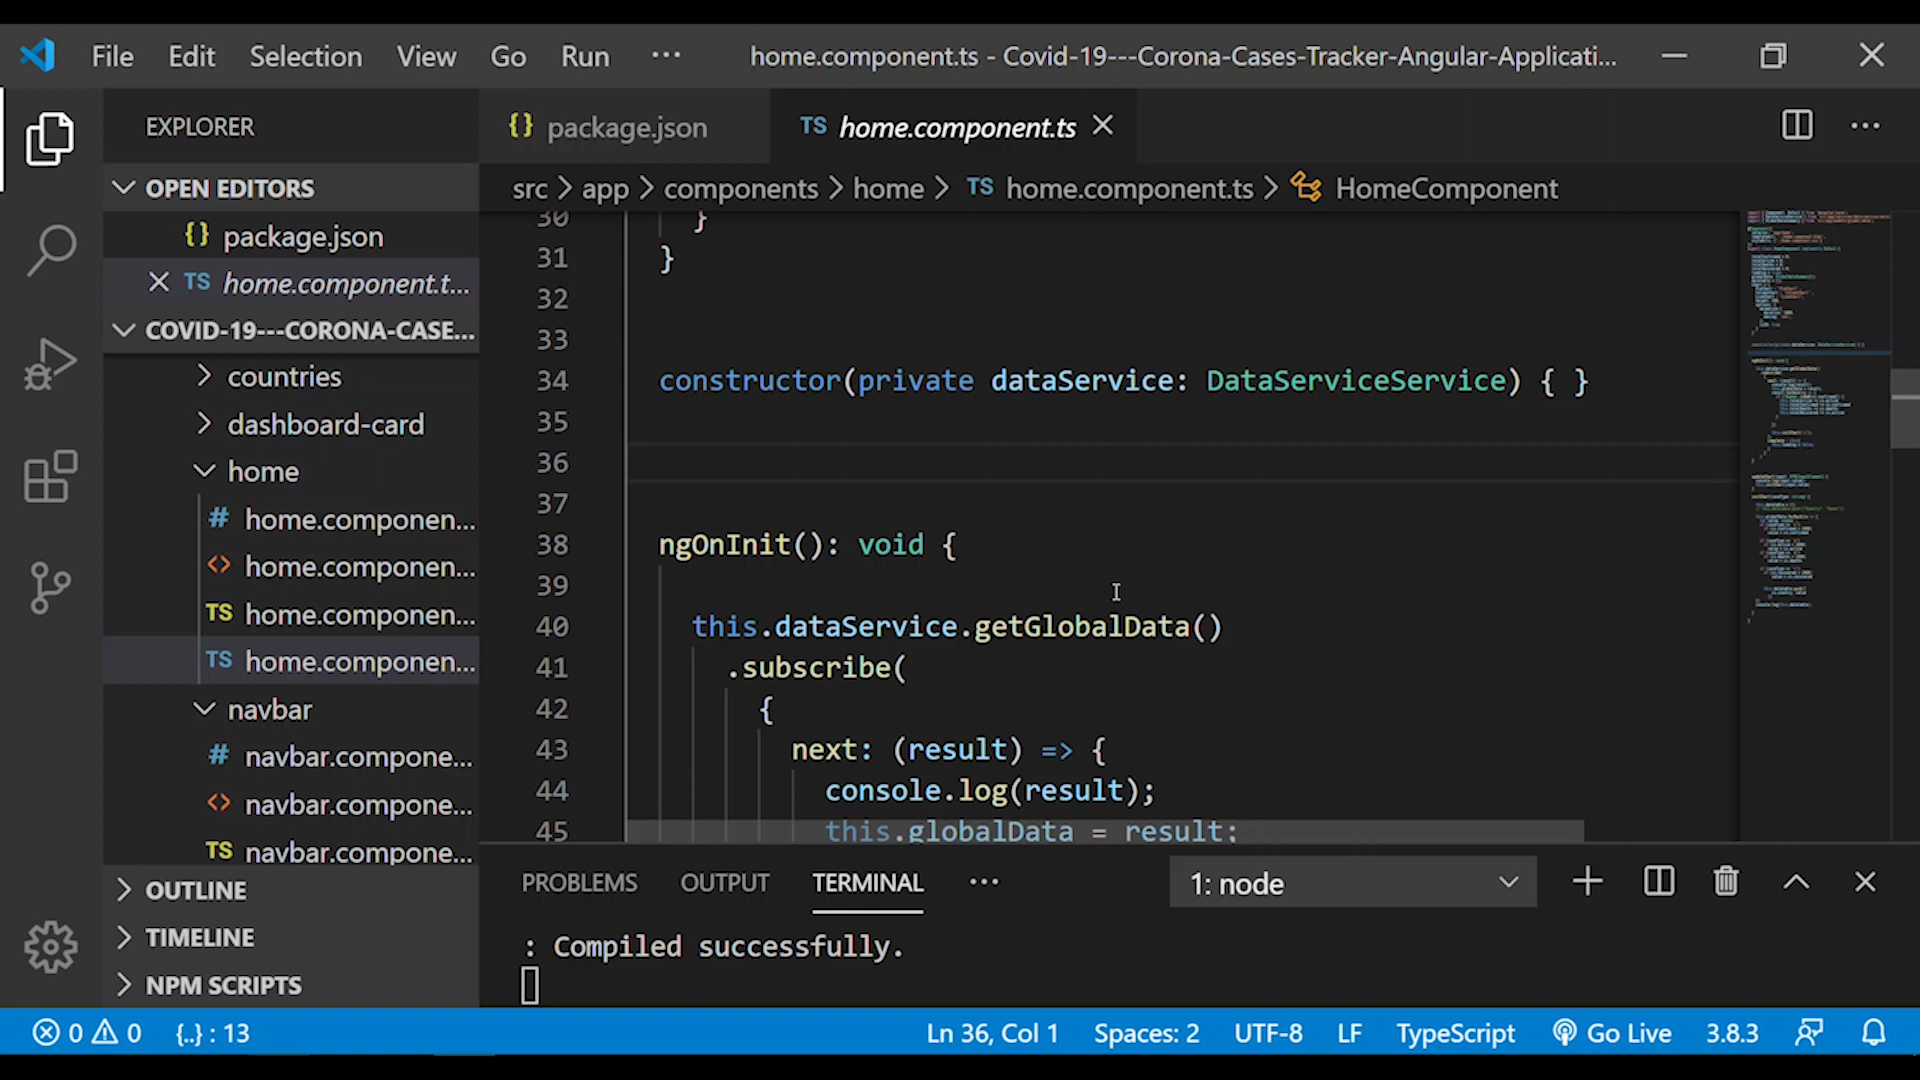 File Edit Selection View Go Run ··· home.component.ts - Covid-19---Corona-Cases-Tracker-Angular-Applicati...
EXPLORER
{} package.json
TS home.component.ts
OPEN EDITORS
{} package.json
TS home.component.t...
COVID-19---CORONA-CASE...
countries
dashboard-card
home
# home.componen...
<> home.componen...
TS home.componen...
TS home.componen...
navbar
# navbar.compone...
<> navbar.compone...
TS navbar.compone...
OUTLINE
TIMELINE
NPM SCRIPTS
src > app > components > home > TS home.component.ts > HomeComponent
30 }
31 }
32
33
34 constructor(private dataService: DataServiceService) { }
35
36
37
38 ngOnInit(): void {
39
40 this.dataService.getGlobalData()
41 .subscribe(
42 {
43 next: (result) => {
44 console.log(result);
45 this.globalData = result;
PROBLEMS OUTPUT TERMINAL ··· 1: node
: Compiled successfully.
0 0 {..} : 13 Ln 36, Col 1 Spaces: 2 UTF-8 LF TypeScript Go Live 3.8.3